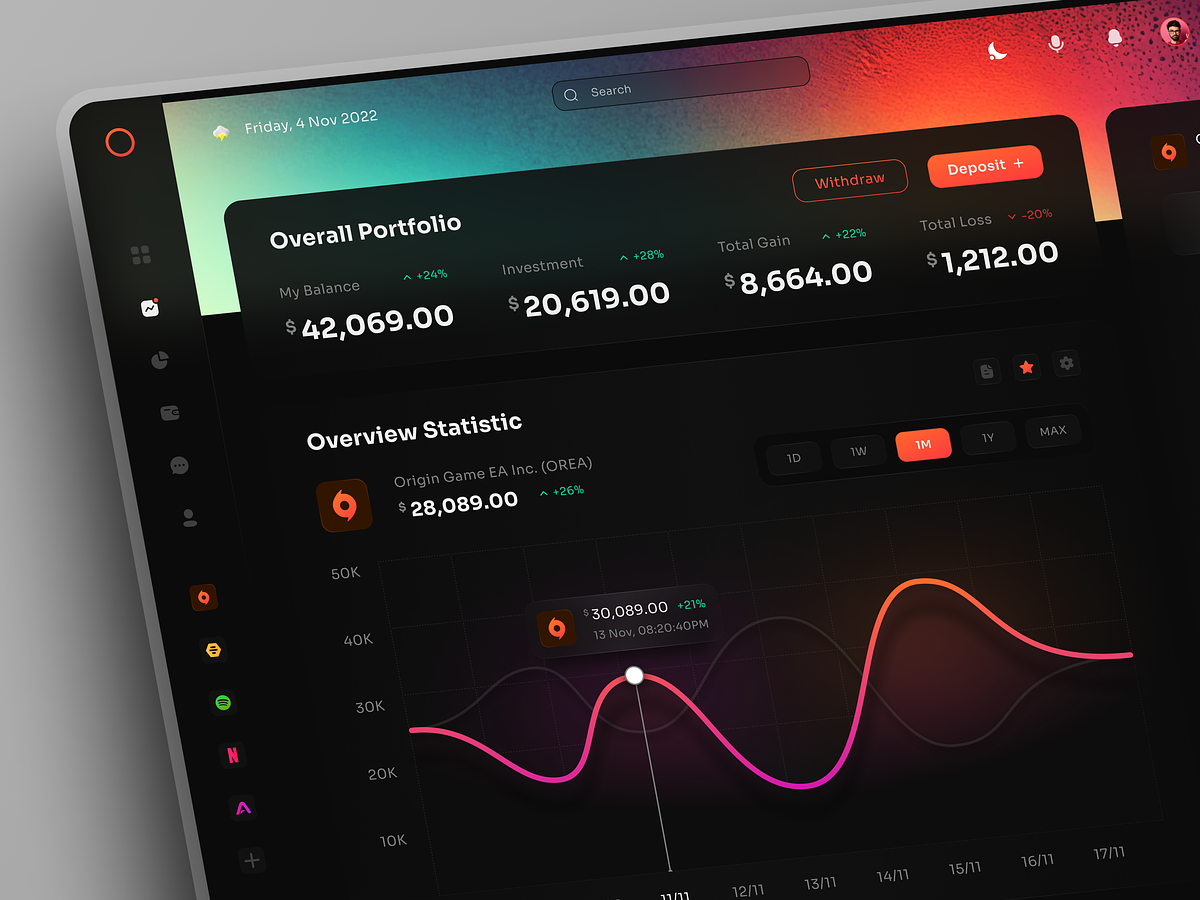 Friday, 4 Nov 2022
Search
Overall Portfolio
Withdraw
Deposit +
My Balance +24%
$42,069.00
Investment +28%
$20,619.00
Total Gain +22%
$8,664.00
Total Loss -20%
$1,212.00
Overview Statistic
Origin Game EA Inc. (OREA)
$28,089.00 +26%
1D 1W 1M 1Y MAX
$30,089.00 +21%
13 Nov, 08:20:40PM
50K
40K
30K
20K
10K
11/11 12/11 13/11 14/11 15/11 16/11 17/11